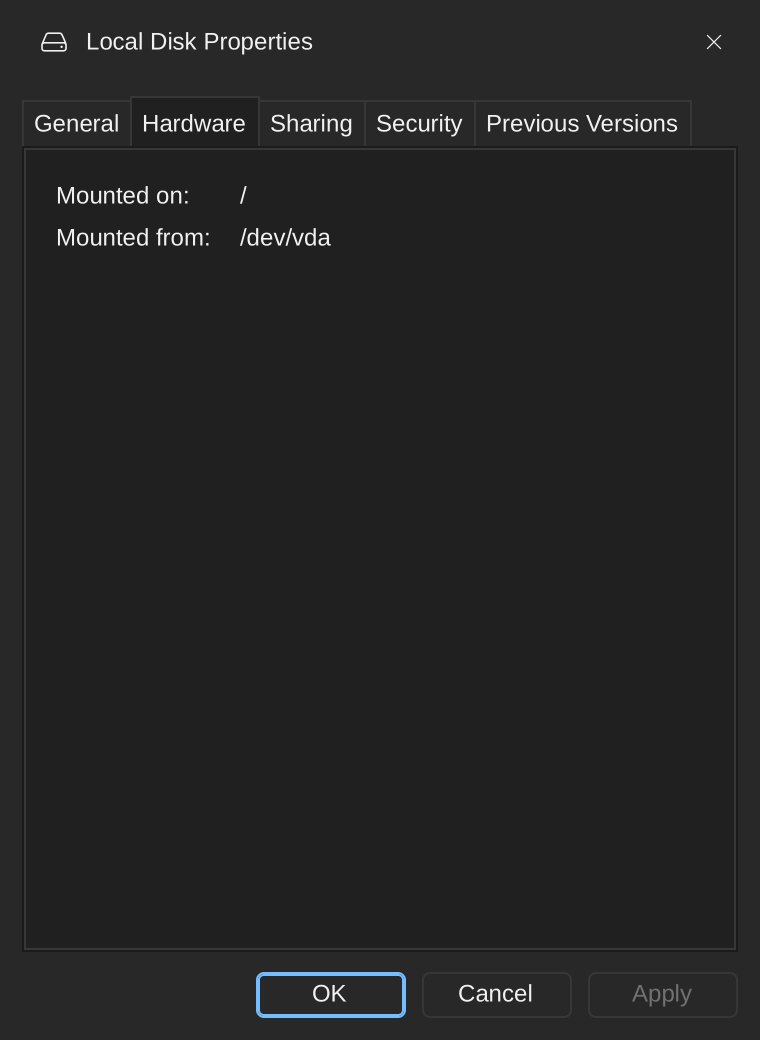 Local Disk Properties
General Hardware Sharing Security Previous Versions
Mounted on: /
Mounted from: /dev/vda
OK Cancel Apply